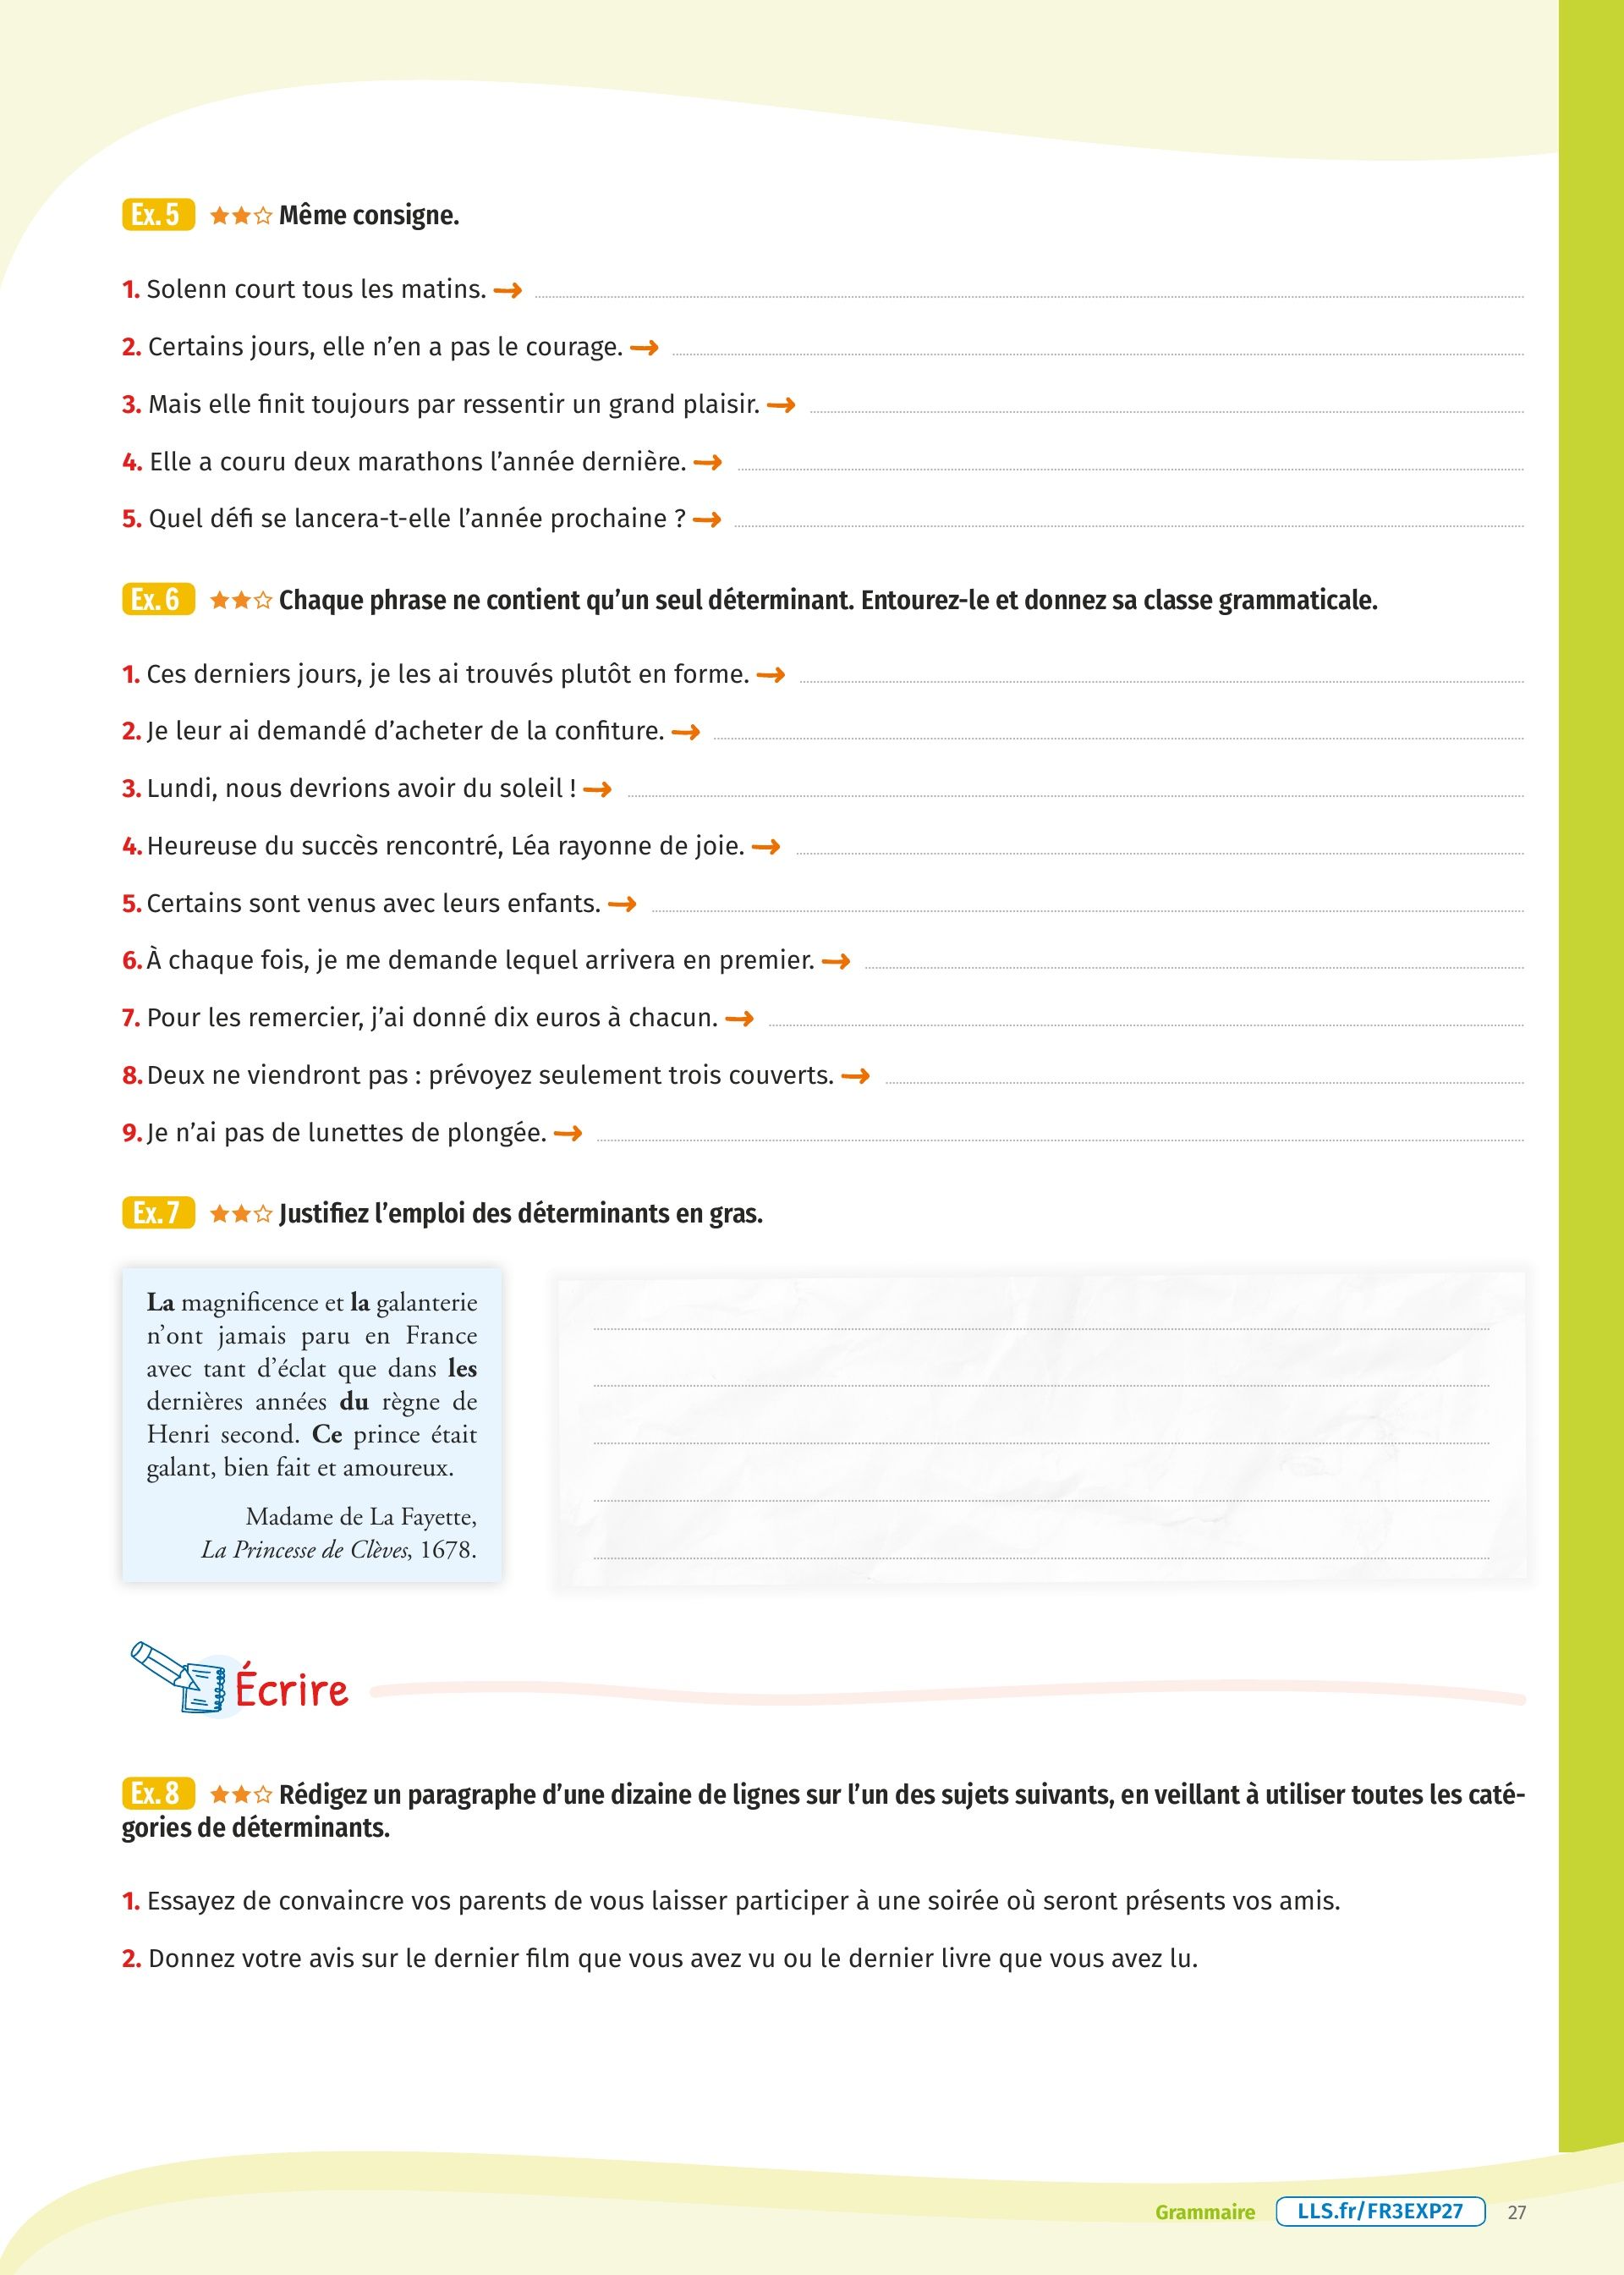 Ex. 5 ★★☆ Même consigne.
1. Solenn court tous les matins. →
2. Certains jours, elle n’en a pas le courage. →
3. Mais elle finit toujours par ressentir un grand plaisir. →
4. Elle a couru deux marathons l’année dernière. →
5. Quel défi se lancera-t-elle l’année prochaine ? →
Ex. 6 ★★☆ Chaque phrase ne contient qu’un seul déterminant. Entourez-le et donnez sa classe grammaticale.
1. Ces derniers jours, je les ai trouvés plutôt en forme. →
2. Je leur ai demandé d’acheter de la confiture. →
3. Lundi, nous devrions avoir du soleil ! →
4. Heureuse du succès rencontré, Léa rayonne de joie. →
5. Certains sont venus avec leurs enfants. →
6. À chaque fois, je me demande lequel arrivera en premier. →
7. Pour les remercier, j’ai donné dix euros à chacun. →
8. Deux ne viendront pas : prévoyez seulement trois couverts. →
9. Je n’ai pas de lunettes de plongée. →
Ex. 7 ★★☆ Justifiez l’emploi des déterminants en gras.
La magnificence et la galanterie
n’ont jamais paru en France
avec tant d’éclat que dans les
dernières années du règne de
Henri second. Ce prince était
galant, bien fait et amoureux.
Madame de La Fayette,
La Princesse de Clèves, 1678.
Écrire
Ex. 8 ★★☆ Rédigez un paragraphe d’une dizaine de lignes sur l’un des sujets suivants, en veillant à utiliser toutes les caté-
gories de déterminants.
1. Essayez de convaincre vos parents de vous laisser participer à une soirée où seront présents vos amis.
2. Donnez votre avis sur le dernier film que vous avez vu ou le dernier livre que vous avez lu.
Grammaire LLS.fr/FR3EXP27 27